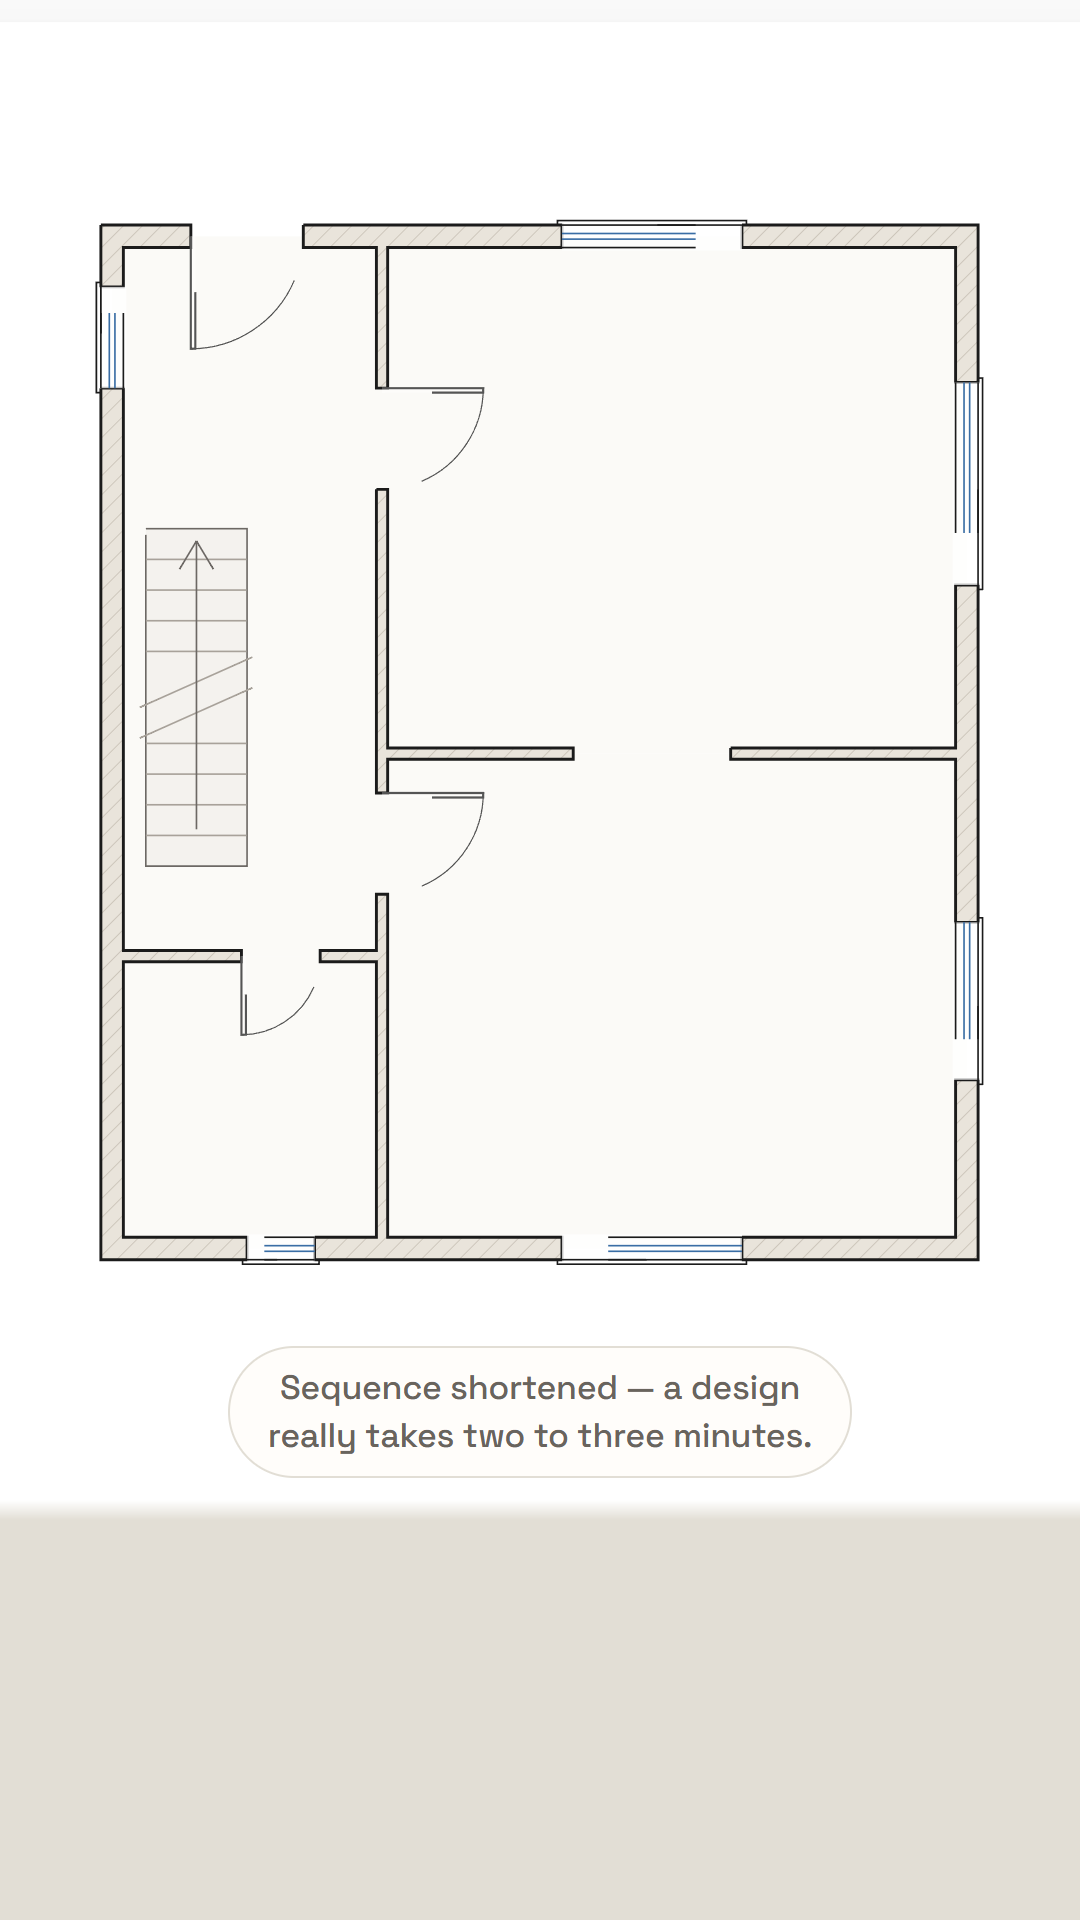 Sequence shortened — a design
really takes two to three minutes.